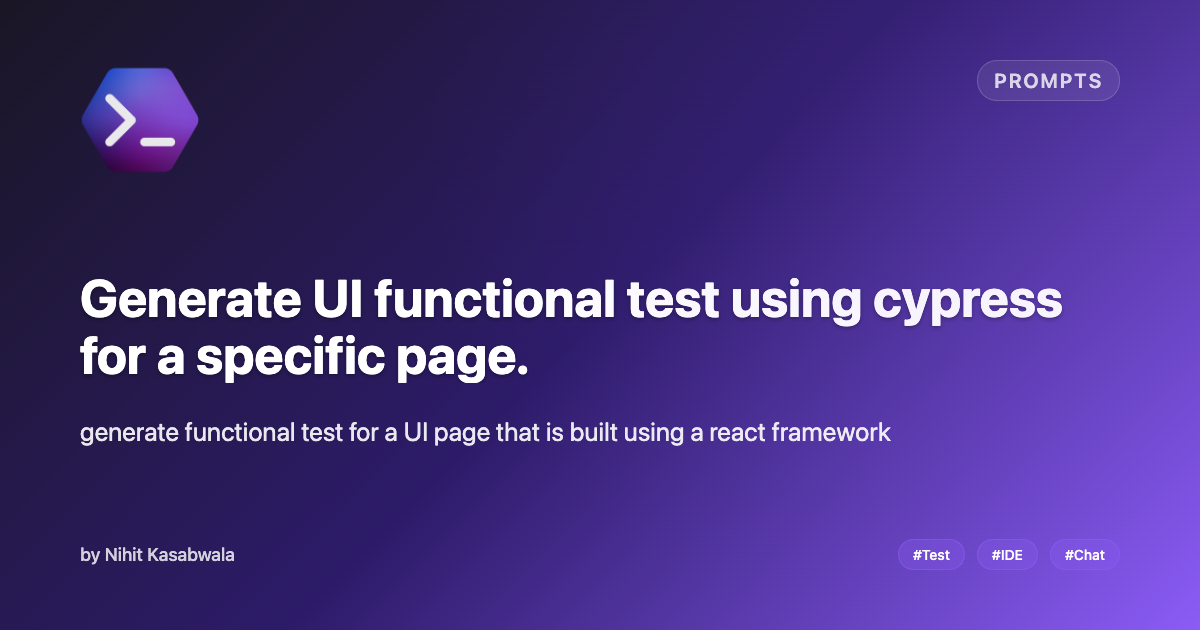 PROMPTS
Generate UI functional test using cypress
for a specific page.
generate functional test for a UI page that is built using a react framework
by Nihit Kasabwala
#Test
#IDE
#Chat